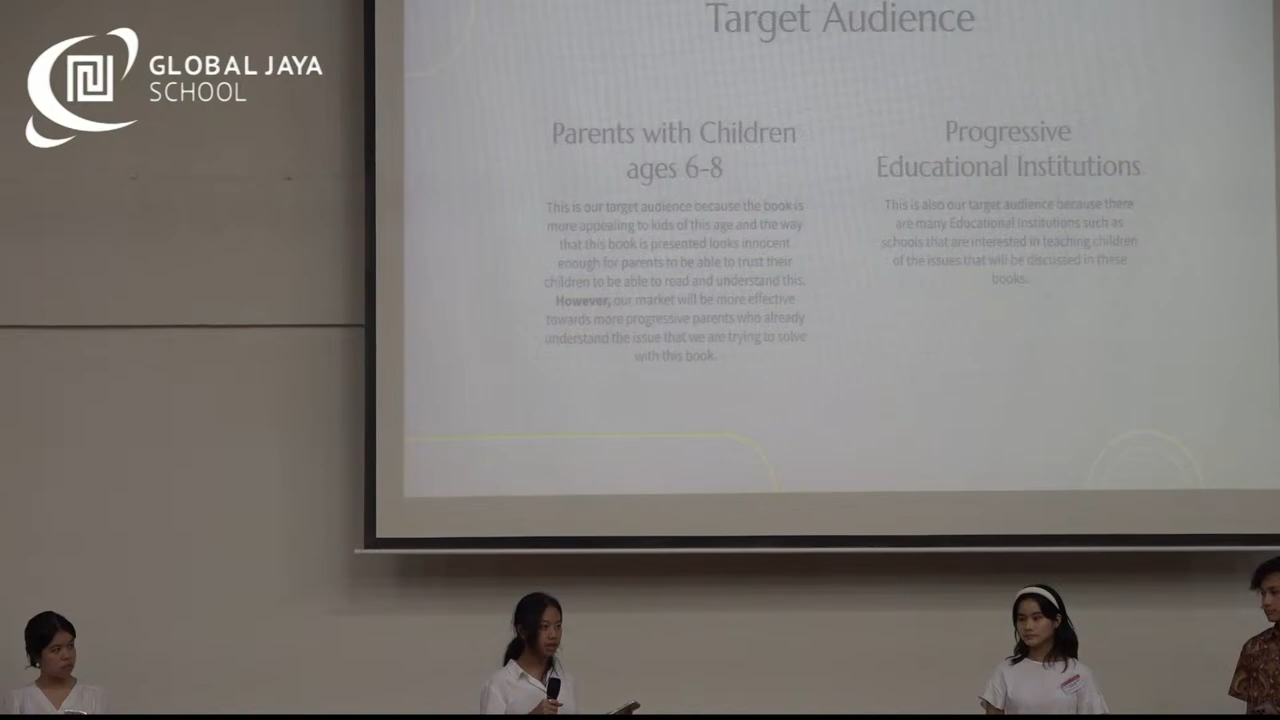 GLOBAL JAYA
SCHOOL
Target Audience
Parents with Children
ages 6-8
This is our target audience because the book is
more appealing to kids of this age and the way
that this book is presented looks innocent
enough for parents to be able to trust their
children to be able to read and understand this.
However, our market will be more effective
towards more progressive parents who already
understand the issue that we are trying to solve
with this book.
Progressive
Educational Institutions
This is also our target audience because there
are many Educational Institutions such as
schools that are interested in teaching children
of the issues that will be discussed in these
books.